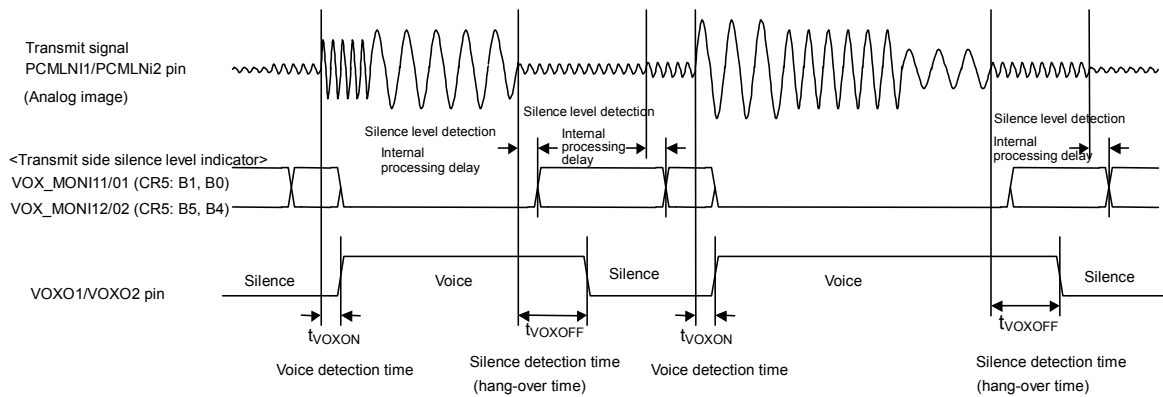 Transmit signal
PCMLNI1/PCMLNi2 pin
(Analog image)
Silence level detection
Internal
processing delay
Silence level detection
Internal
processing
delay
Silence level detection
Internal
processing delay
<Transmit side silence level indicator>
VOX_MONI11/01 (CR5: B1, B0)
VOX_MONI12/02 (CR5: B5, B4)
VOXO1/VOXO2 pin
Silence
Voice
Silence
Voice
Silence
tVOXON
tVOXOFF
tVOXON
tVOXOFF
Voice detection time
Silence detection time
(hang-over time)
Voice detection time
Silence detection time
(hang-over time)